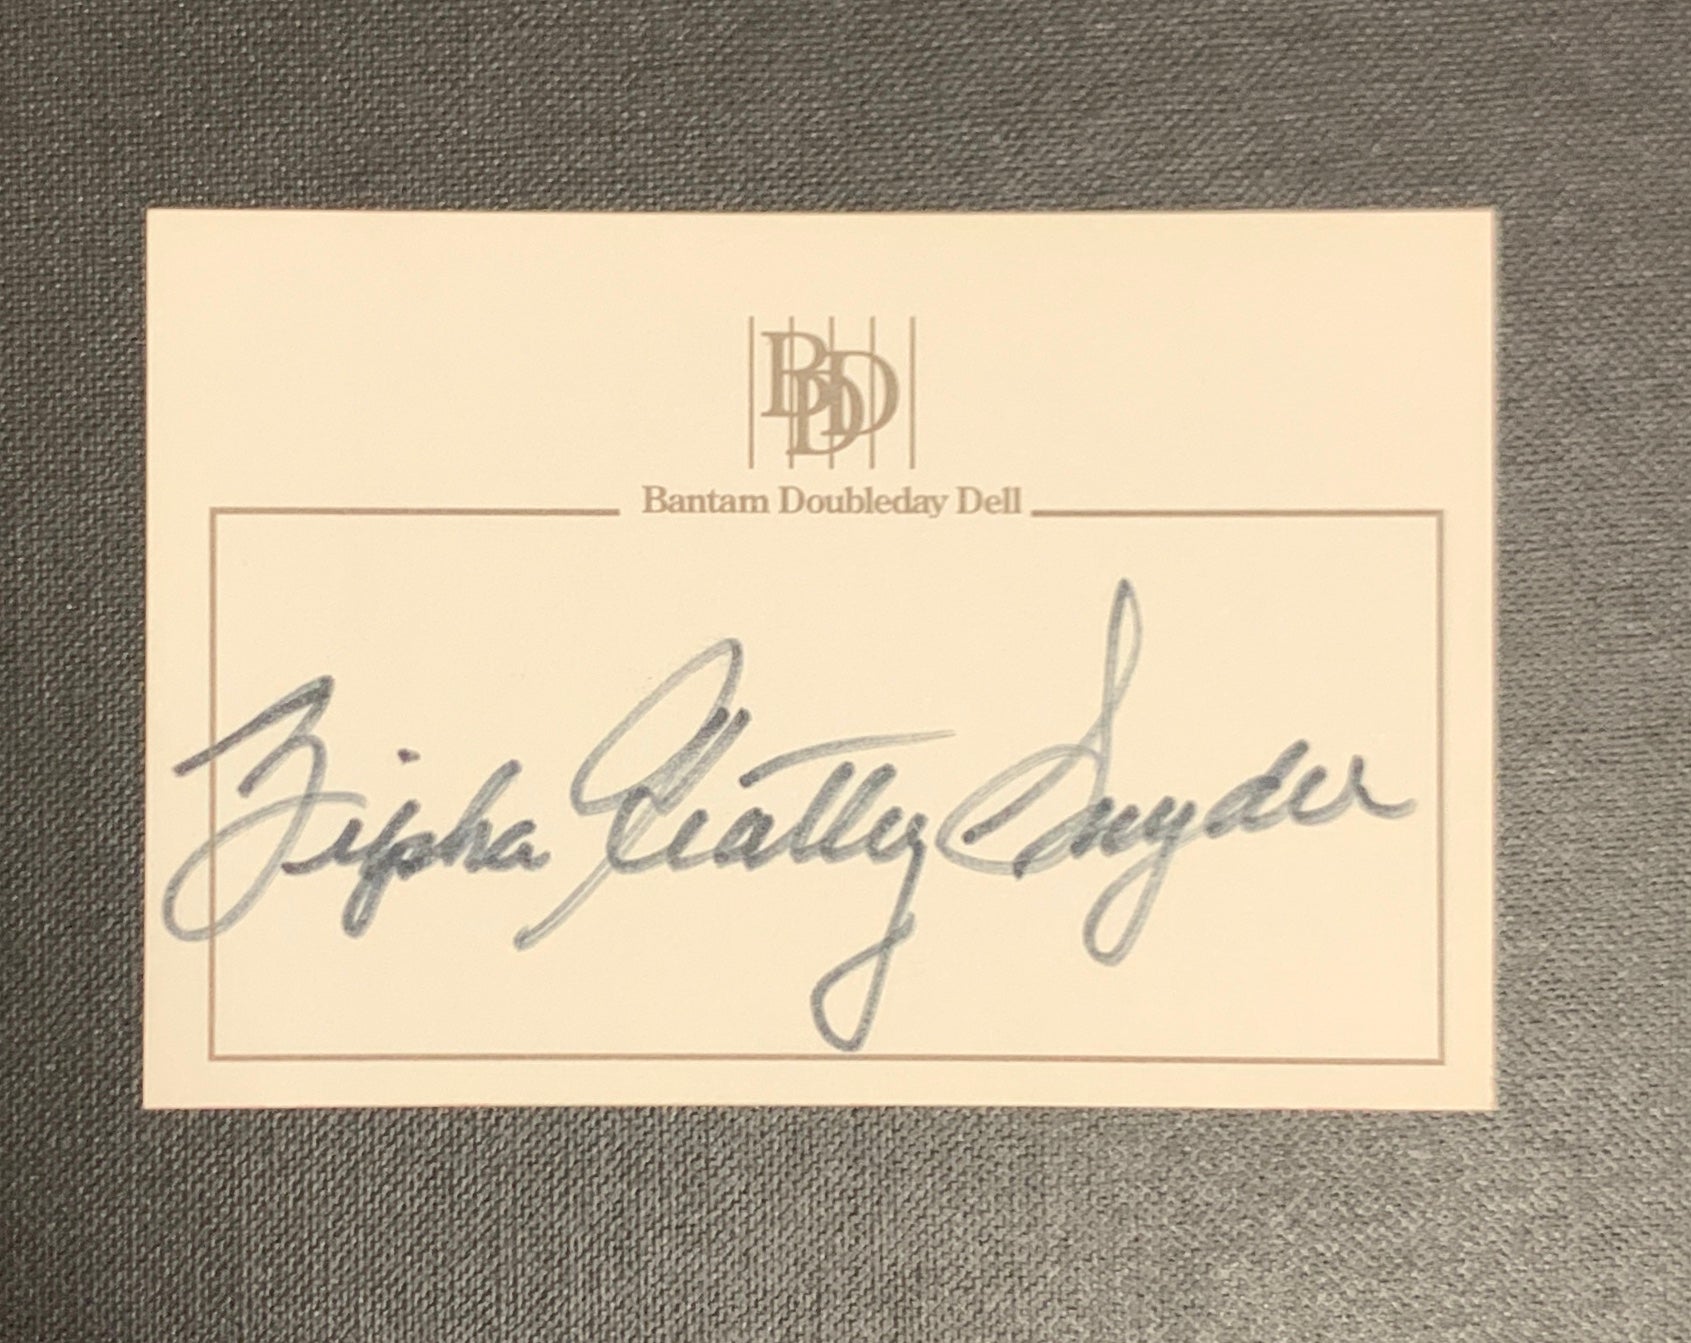 BDD
Bantam Doubleday Dell
Zilpha Keatley Snyder